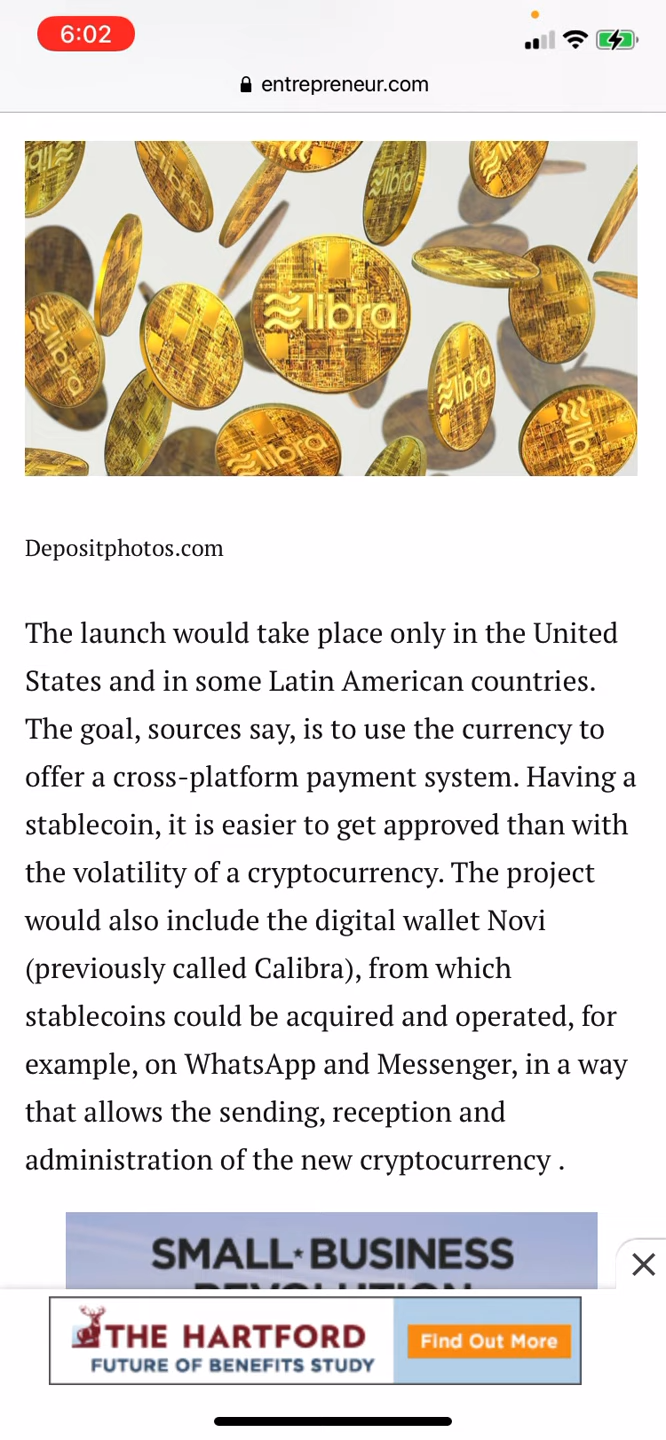 6:02
entrepreneur.com
libra
libra
libra
libra
libra
libra
libra
libra
Depositphotos.com
The launch would take place only in the United
States and in some Latin American countries.
The goal, sources say, is to use the currency to
offer a cross-platform payment system. Having a
stablecoin, it is easier to get approved than with
the volatility of a cryptocurrency. The project
would also include the digital wallet Novi
(previously called Calibra), from which
stablecoins could be acquired and operated, for
example, on WhatsApp and Messenger, in a way
that allows the sending, reception and
administration of the new cryptocurrency .
SMALL★BUSINESS
REVOLUTION
THE HARTFORD
FUTURE OF BENEFITS STUDY
Find Out More